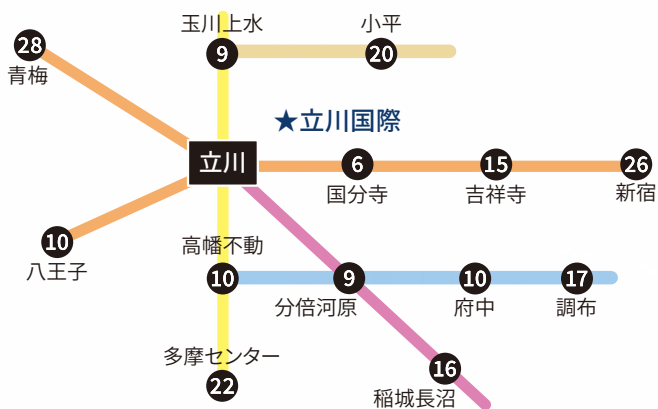 玉川上水
小平
9
20
28
青梅
★立川国際
立川
6
15
26
国分寺
吉祥寺
新宿
10
八王子
高幡不動
10
9
10
17
分倍河原
府中
調布
多摩センター
22
16
稲城長沼